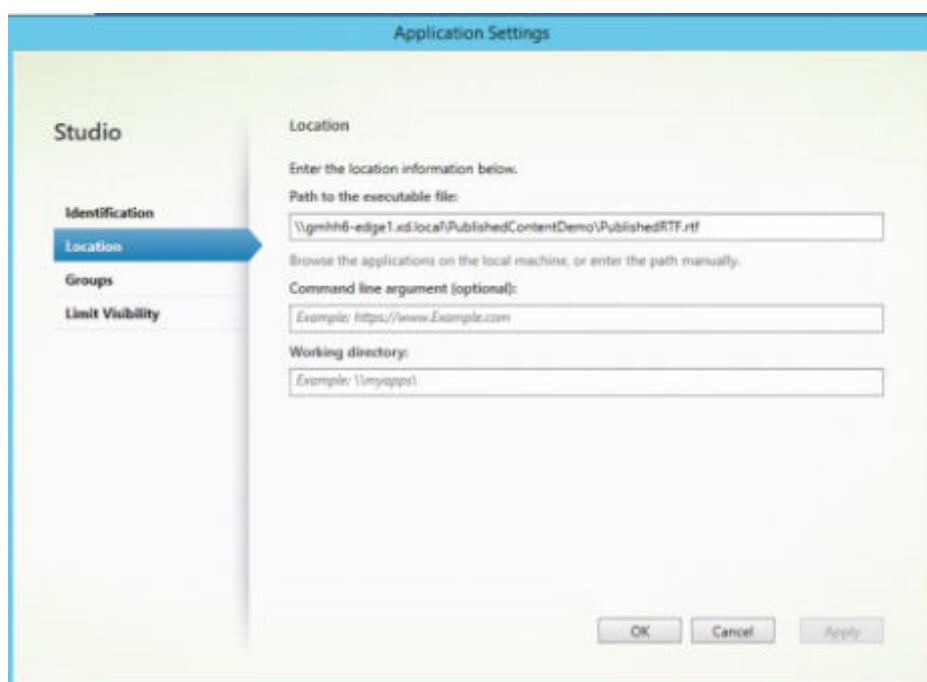 Application Settings
Studio
Identification
Location
Groups
Limit Visibility
Location
Enter the location information below.
Path to the executable file:
\\gmhh6-edge1.xd.local\PublishedContentDemo\PublishedRTF.rtf
Browse the applications on the local machine, or enter the path manually.
Command line argument (optional):
Example: https://www.Example.com
Working directory:
Example: \\myapps\
OK
Cancel
Apply